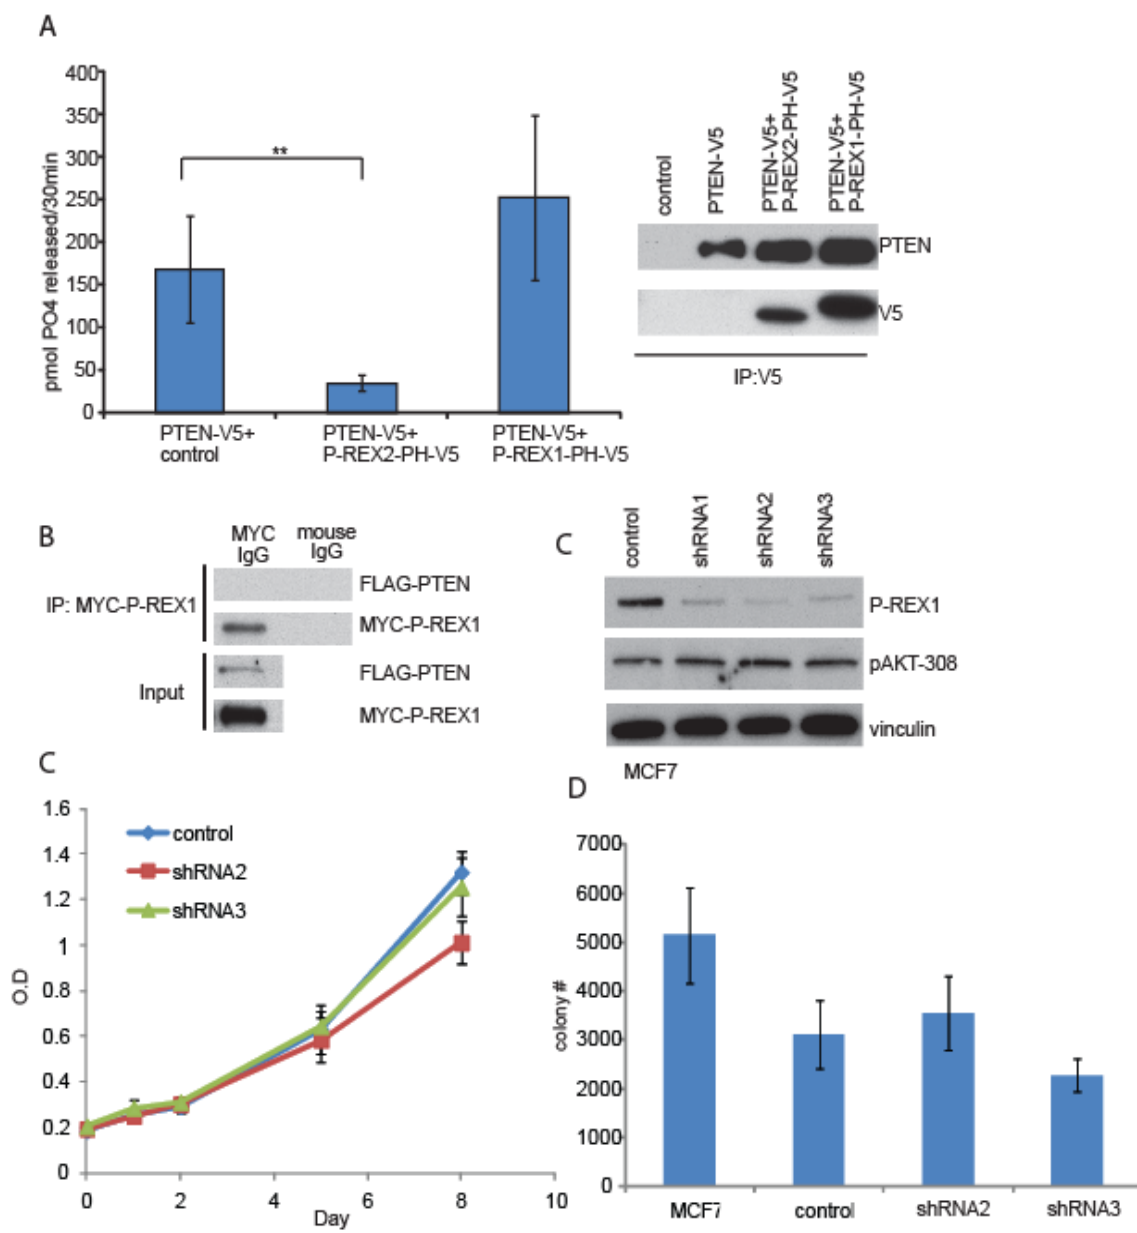 A
400
350
300
250
200
150
100
50
0
pmol PO4 released/30min
**
PTEN-V5+
control
PTEN-V5+
P-REX2-PH-V5
PTEN-V5+
P-REX1-PH-V5
control
PTEN-V5
PTEN-V5+
P-REX2-PH-V5
PTEN-V5+
P-REX1-PH-V5
PTEN
V5
IP:V5
B
MYC
IgG
mouse
IgG
IP: MYC-P-REX1
FLAG-PTEN
MYC-P-REX1
Input
FLAG-PTEN
MYC-P-REX1
C
control
shRNA1
shRNA2
shRNA3
P-REX1
pAKT-308
vinculin
MCF7
C
1.6
1.4
1.2
1
0.8
0.6
0.4
0.2
0
O.D
control
shRNA2
shRNA3
0
2
4
6
8
10
Day
D
7000
6000
5000
4000
3000
2000
1000
0
colony #
MCF7
control
shRNA2
shRNA3